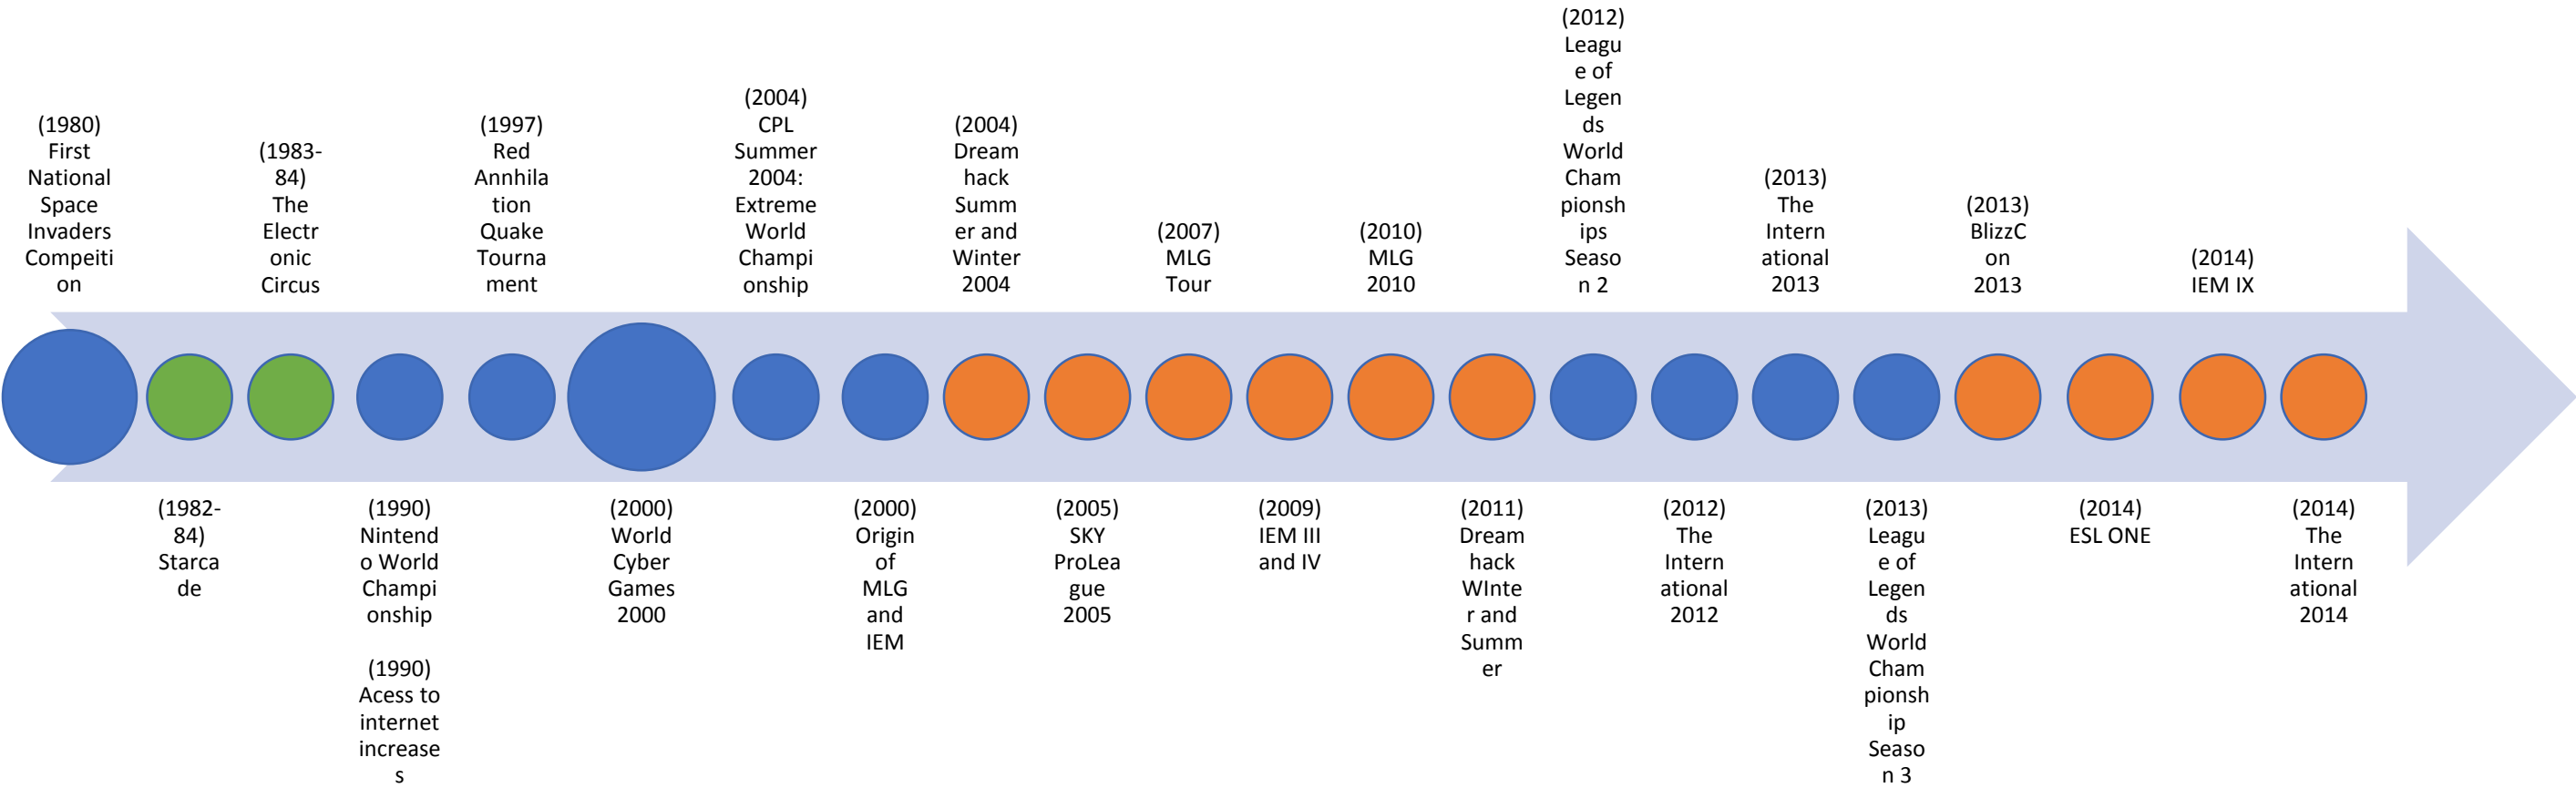 (1980)
First
National
Space
Invaders
Compeiti
on
(1982-
84)
Starca
de
(1983-
84)
The
Electr
onic
Circus
(1990)
Nintend
o World
Champi
onship
(1990)
Acess to
internet
increase
s
(1997)
Red
Annhila
tion
Quake
Tourna
ment
(2000)
World
Cyber
Games
2000
(2004)
CPL
Summer
2004:
Extreme
World
Champi
onship
(2000)
Origin
of
MLG
and
IEM
(2004)
Dream
hack
Summ
er and
Winter
2004
(2005)
SKY
ProLea
gue
2005
(2007)
MLG
Tour
(2009)
IEM III
and IV
(2010)
MLG
2010
(2011)
Dream
hack
WInte
r and
Summ
er
(2012)
Leagu
e of
Legen
ds
World
Cham
pionsh
ips
Seaso
n 2
(2012)
The
Intern
ational
2012
(2013)
The
Intern
ational
2013
(2013)
Leagu
e of
Legen
ds
World
Cham
pionsh
ip
Seaso
n 3
(2013)
BlizzC
on
2013
(2014)
ESL ONE
(2014)
IEM IX
(2014)
The
Intern
ational
2014